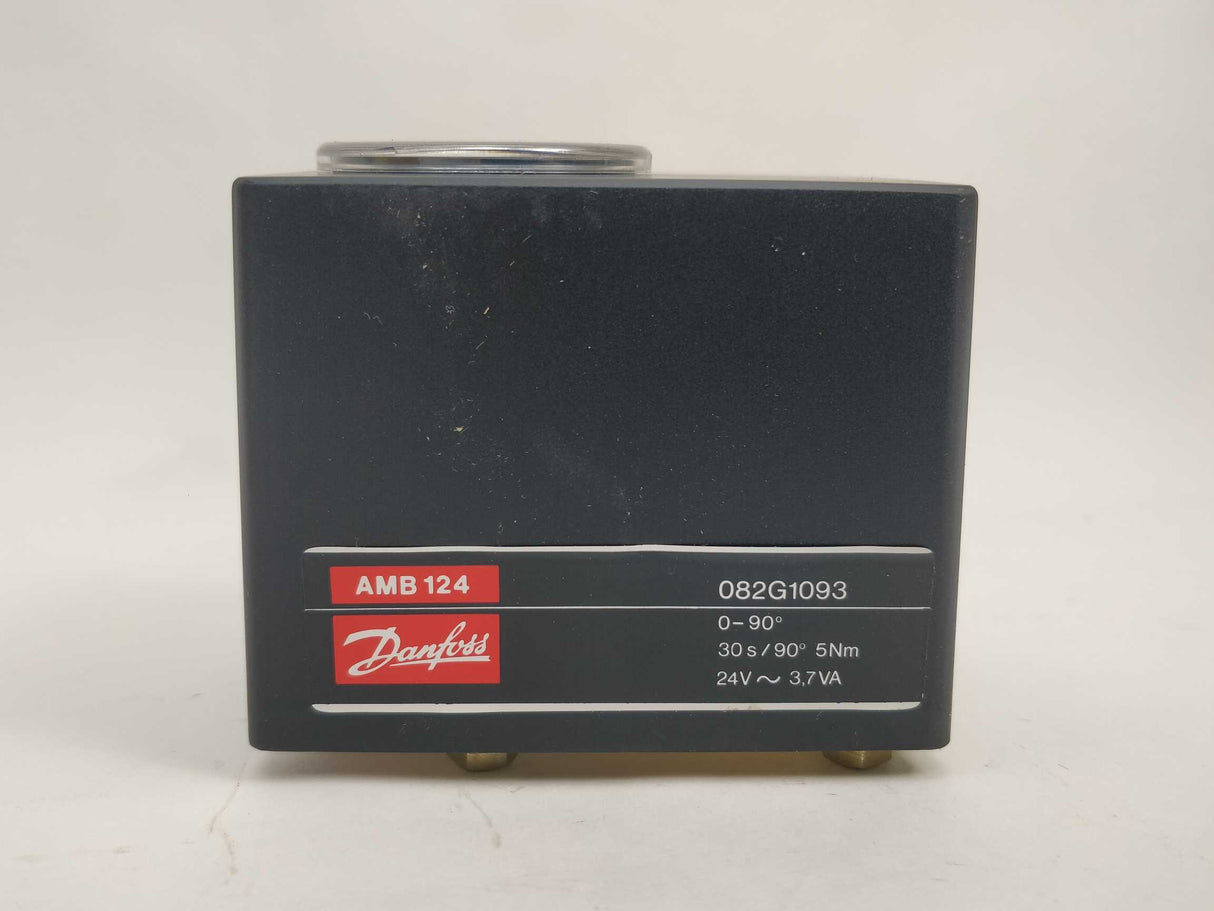 AMB 124
082G1093
Danfoss
0–90°
30 s / 90° 5Nm
24V ~ 3,7VA